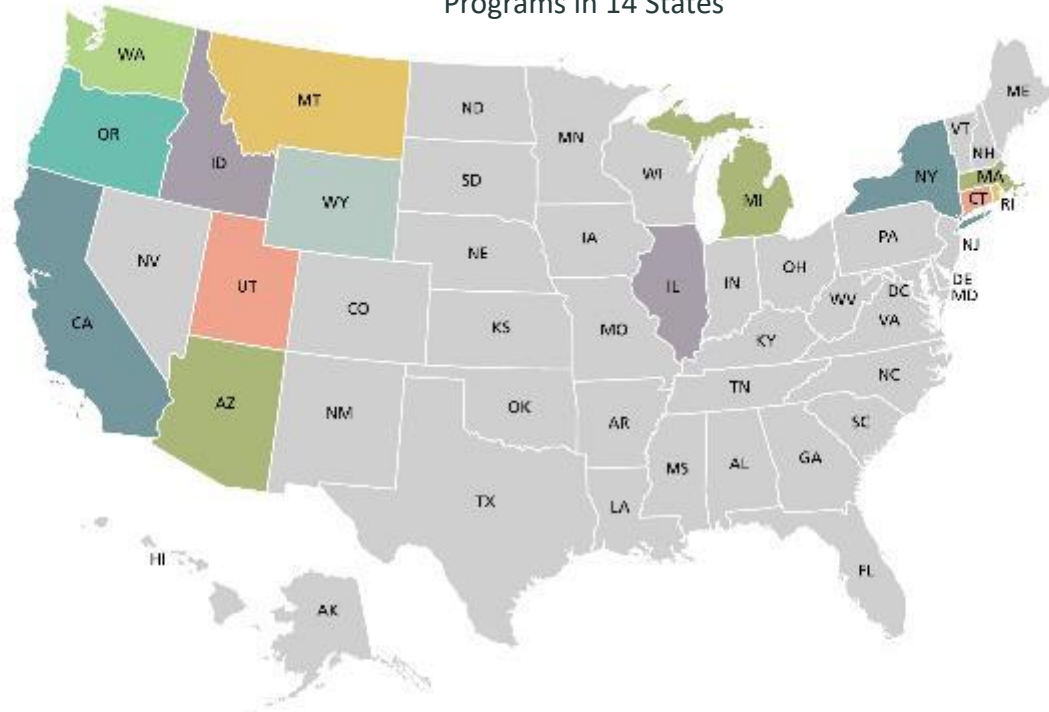 Programs in 14 States
WA
MT
ND
MN
ME
OR
ID
VT
NH
WI
SD
NY
MA
WY
MI
CT
RI
IA
PA
NE
NJ
NV
UT
OH
IL
IN
DE
CO
WV
DC
MD
CA
KS
MO
VA
KY
NC
TN
AZ
OK
NM
AR
SC
MS
AL
GA
TX
LA
HI
FL
AK